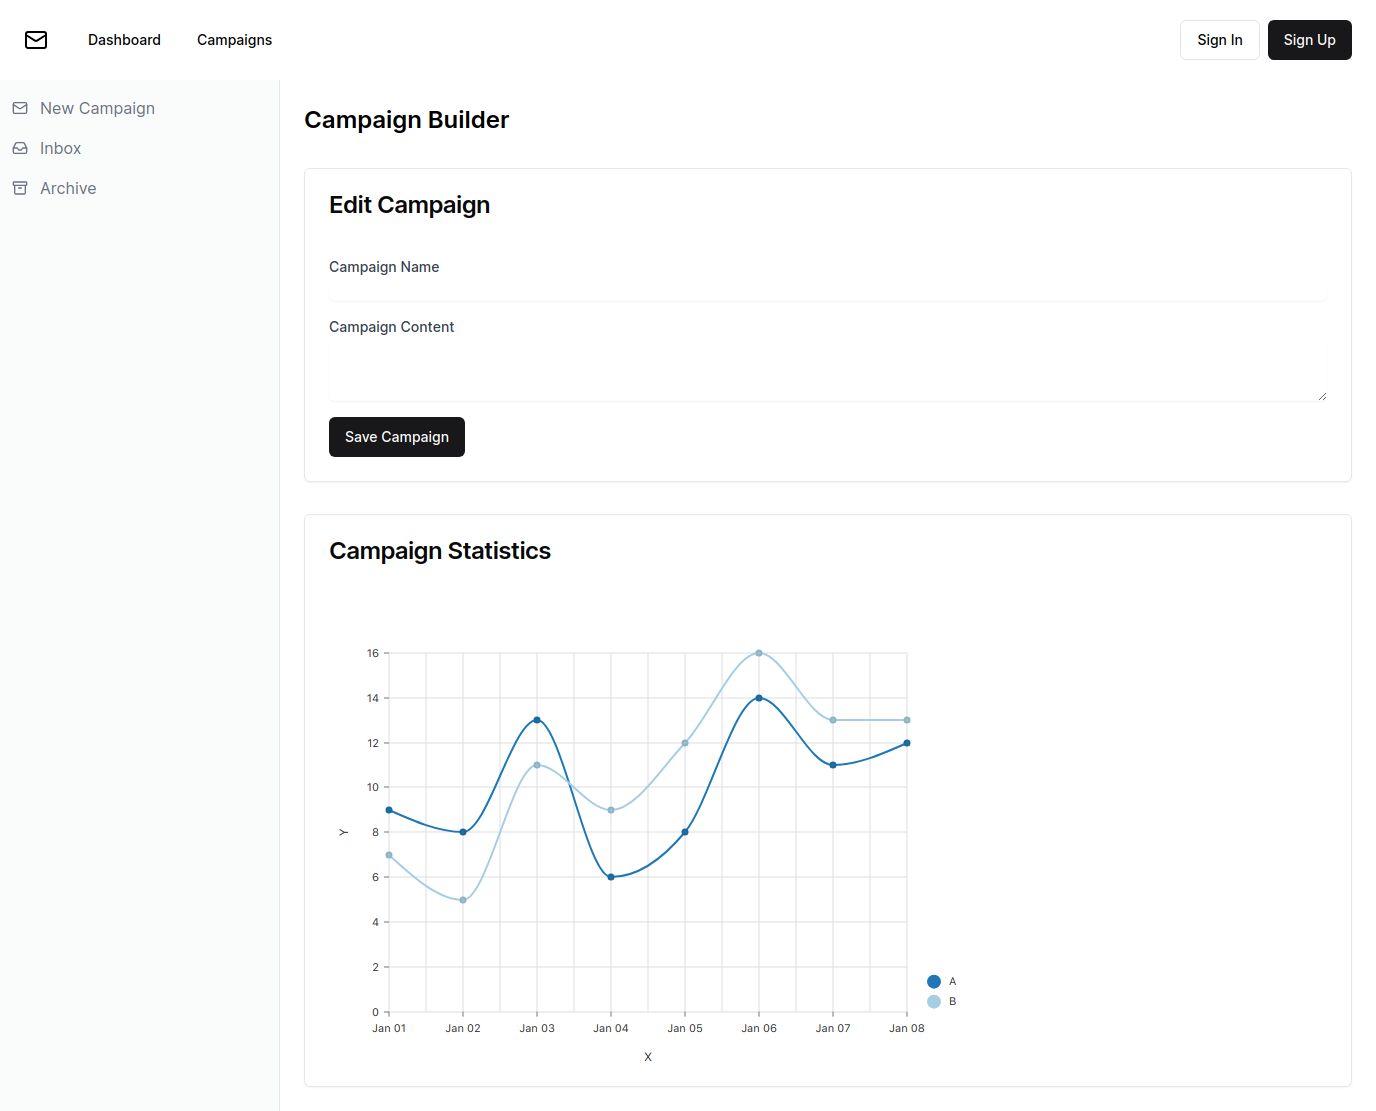 Dashboard Campaigns Sign In Sign Up
New Campaign
Inbox
Archive
Campaign Builder
Edit Campaign
Campaign Name
Campaign Content
Save Campaign
Campaign Statistics
16
14
12
10
8
6
4
2
0
Y
Jan 01 Jan 02 Jan 03 Jan 04 Jan 05 Jan 06 Jan 07 Jan 08
X
A
B